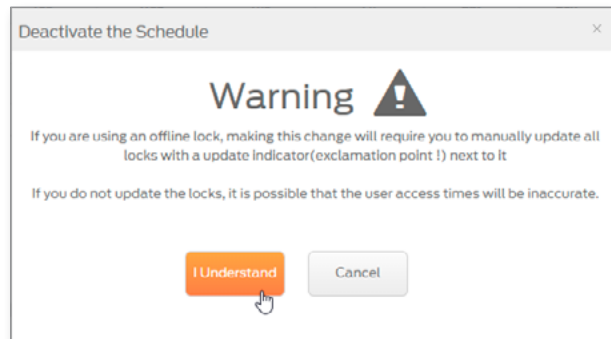 Deactivate the Schedule
Warning
If you are using an offline lock, making this change will require you to manually update all
locks with a update indicator(exclamation point !) next to it
If you do not update the locks, it is possible that the user access times will be inaccurate.
I Understand
Cancel